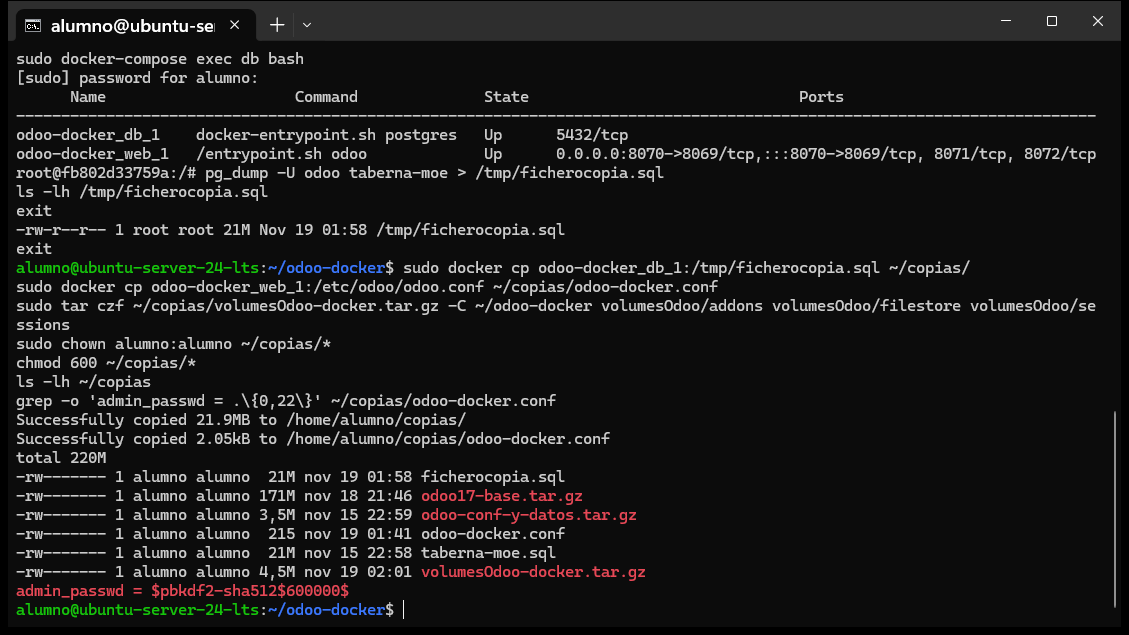 alumno@ubuntu-se
sudo docker-compose exec db bash
[sudo] password for alumno:
Name Command State Ports
------------------------------------------------------------------------------------------------------------------------
odoo-docker_db_1 docker-entrypoint.sh postgres Up 5432/tcp
odoo-docker_web_1 /entrypoint.sh odoo Up 0.0.0.0:8070->8069/tcp,:::8070->8069/tcp, 8071/tcp, 8072/tcp
root@fb802d33759a:/# pg_dump -U odoo taberna-moe > /tmp/ficherocopia.sql
ls -lh /tmp/ficherocopia.sql
exit
-rw-r--r-- 1 root root 21M Nov 19 01:58 /tmp/ficherocopia.sql
exit
alumno@ubuntu-server-24-lts:~/odoo-docker$ sudo docker cp odoo-docker_db_1:/tmp/ficherocopia.sql ~/copias/
sudo docker cp odoo-docker_web_1:/etc/odoo/odoo.conf ~/copias/odoo-docker.conf
sudo tar czf ~/copias/volumesOdoo-docker.tar.gz -C ~/odoo-docker volumesOdoo/addons volumesOdoo/filestore volumesOdoo/se
ssions
sudo chown alumno:alumno ~/copias/*
chmod 600 ~/copias/*
ls -lh ~/copias
grep -o 'admin_passwd = .\{0,22\}' ~/copias/odoo-docker.conf
Successfully copied 21.9MB to /home/alumno/copias/
Successfully copied 2.05kB to /home/alumno/copias/odoo-docker.conf
total 220M
-rw------- 1 alumno alumno 21M nov 19 01:58 ficherocopia.sql
-rw------- 1 alumno alumno 171M nov 18 21:46 odoo17-base.tar.gz
-rw------- 1 alumno alumno 3,5M nov 15 22:59 odoo-conf-y-datos.tar.gz
-rw------- 1 alumno alumno 215 nov 19 01:41 odoo-docker.conf
-rw------- 1 alumno alumno 21M nov 15 22:58 taberna-moe.sql
-rw------- 1 alumno alumno 4,5M nov 19 02:01 volumesOdoo-docker.tar.gz
admin_passwd = $pbkdf2-sha512$600000$
alumno@ubuntu-server-24-lts:~/odoo-docker$